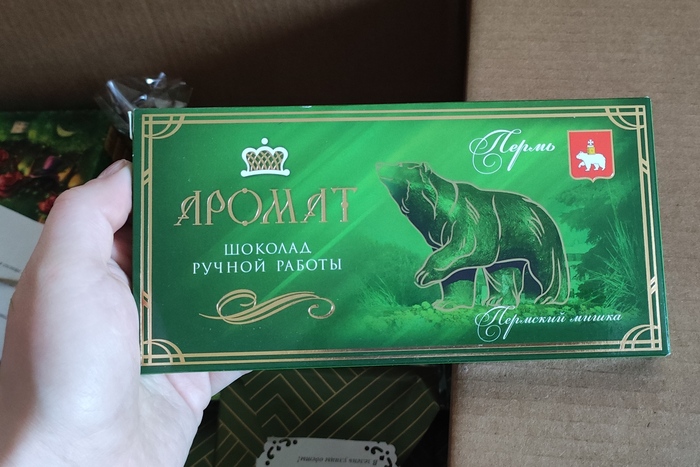 АРОМАТ
ШОКОЛАД
РУЧНОЙ РАБОТЫ
Пермь
Пермский мишка